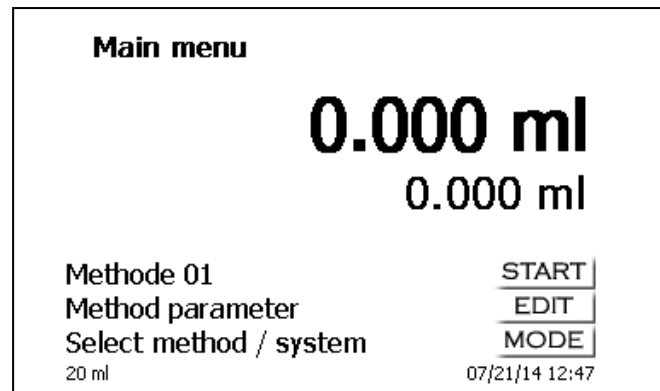 Main menu
0.000 ml
0.000 ml
Methode 01 START
Method parameter EDIT
Select method / system MODE
20 ml 07/21/14 12:47